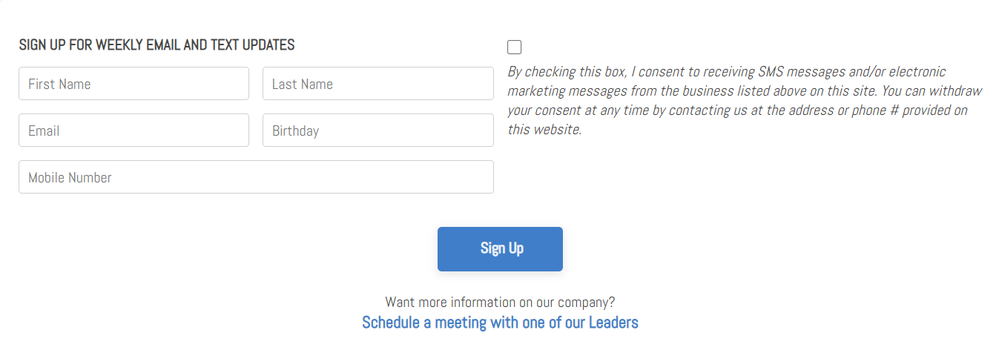 SIGN UP FOR WEEKLY EMAIL AND TEXT UPDATES
First Name
Last Name
Email
Birthday
Mobile Number
By checking this box, I consent to receiving SMS messages and/or electronic
marketing messages from the business listed above on this site. You can withdraw
your consent at any time by contacting us at the address or phone # provided on
this website.
Sign Up
Want more information on our company?
Schedule a meeting with one of our Leaders